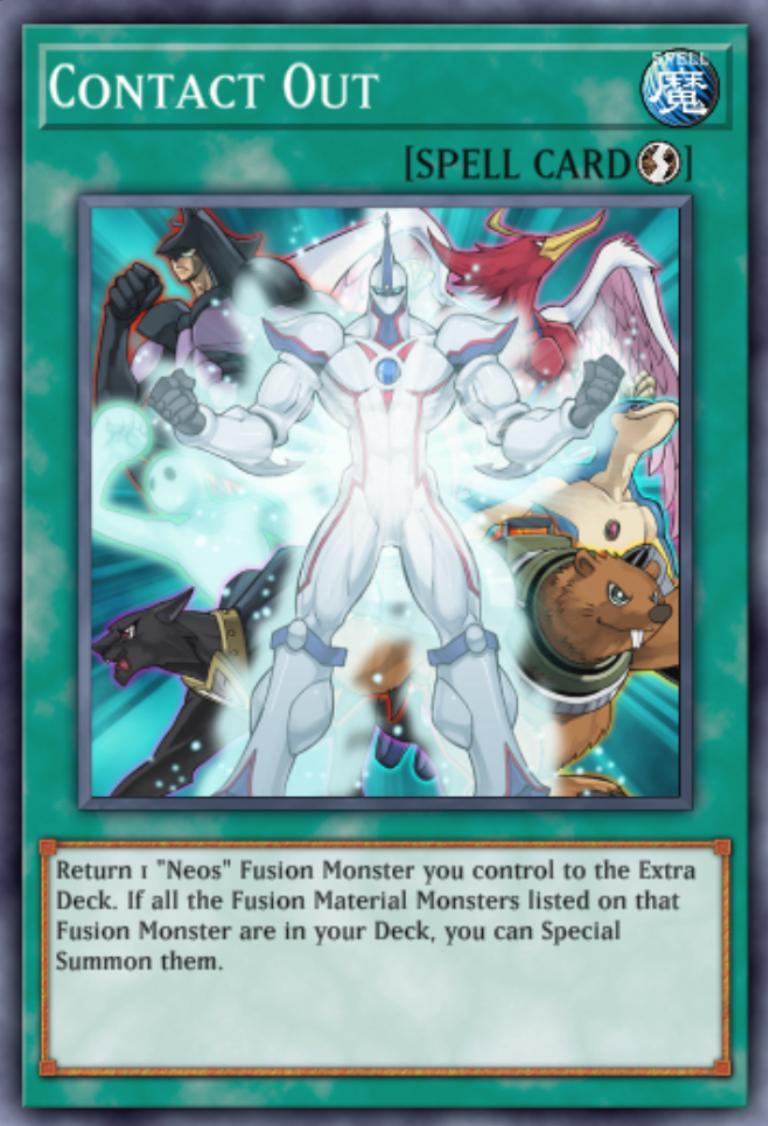 CONTACT OUT
SPELL
魔
[SPELL CARD]
Return 1 "Neos" Fusion Monster you control to the Extra
Deck. If all the Fusion Material Monsters listed on that
Fusion Monster are in your Deck, you can Special
Summon them.